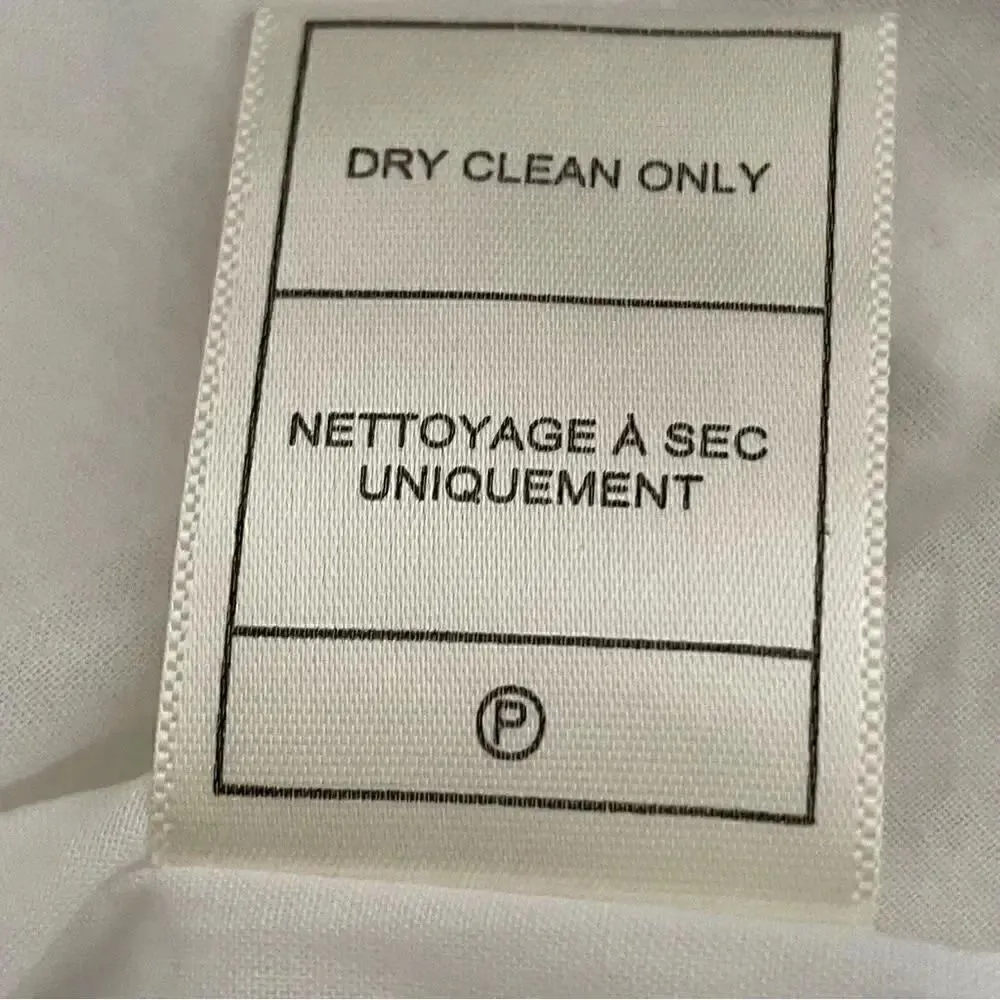 DRY CLEAN ONLY
NETTOYAGE À SEC
UNIQUEMENT
P